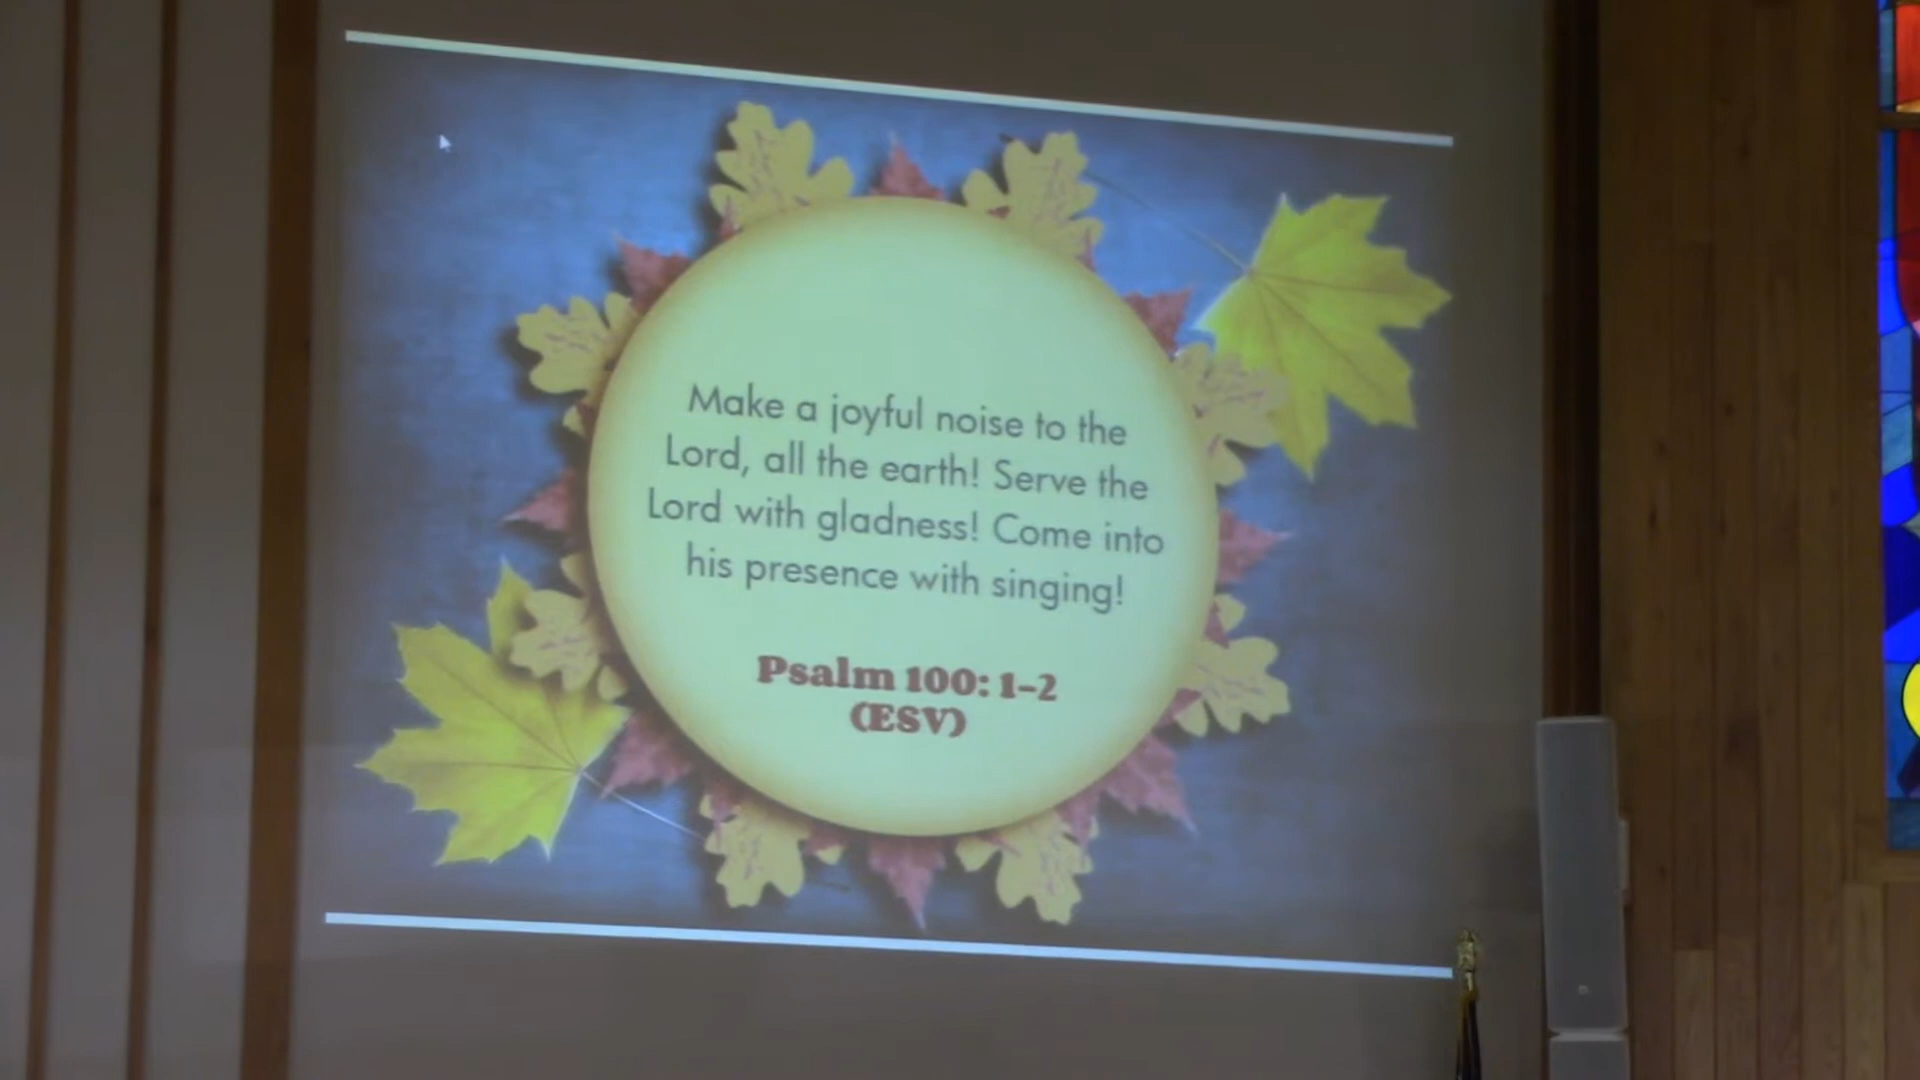 Make a joyful noise to the
Lord, all the earth! Serve the
Lord with gladness! Come into
his presence with singing!
Psalm 100: 1-2
(ESV)